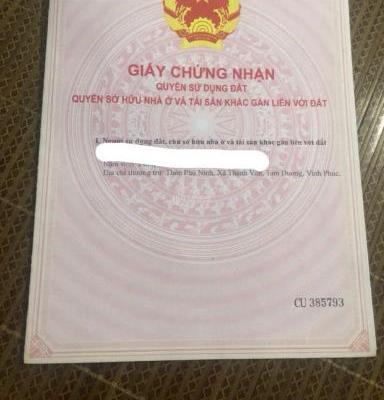 GIẤY CHỨNG NHẬN
QUYỀN SỬ DỤNG ĐẤT
QUYỀN SỞ HỮU NHÀ Ở VÀ TÀI SẢN KHÁC GẮN LIỀN VỚI ĐẤT
I. Người sử dụng đất, chủ sở hữu nhà ở và tài sản khác gắn liền với đất
Địa chỉ thường trú: Thôn Phú Ninh, Xã Thanh Vân, Tam Dương, Vĩnh Phúc.
CU 385793